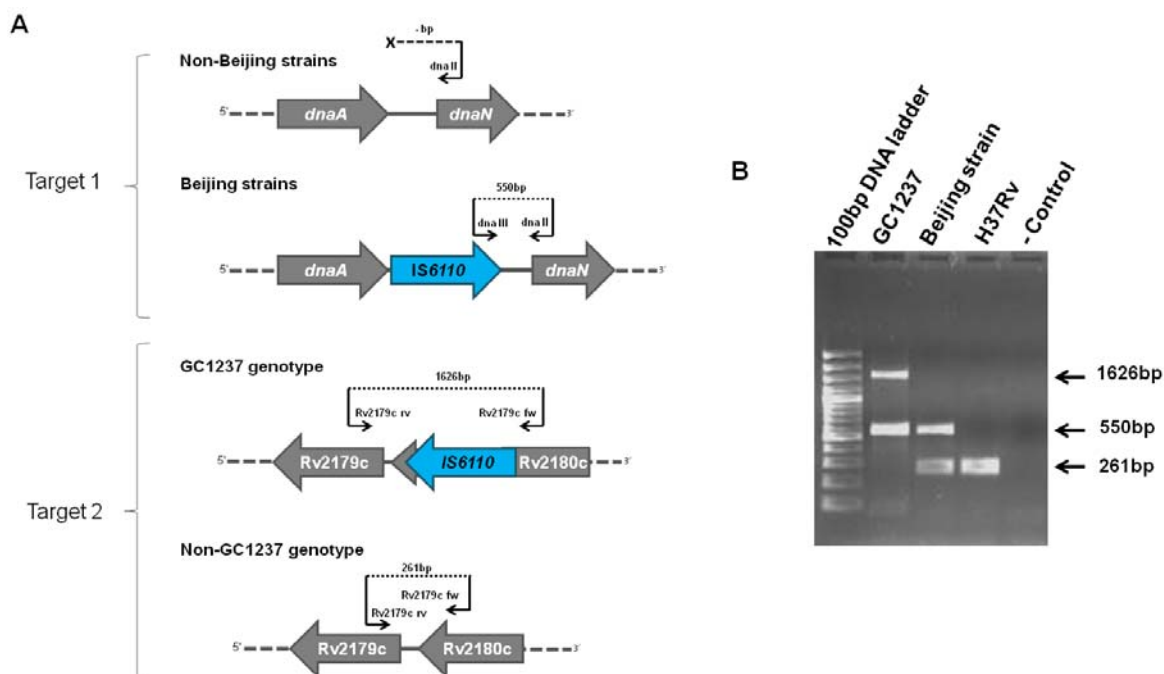 A
Non-Beijing strains
X
- bp
dna II
5´
dnaA
dnaN
3´
Target 1
Beijing strains
550bp
dna III
dna II
5´
dnaA
IS6110
dnaN
3´
GC1237 genotype
1626bp
Rv2179c rv
Rv2179c fw
5´
Rv2179c
IS6110
Rv2180c
3´
Target 2
Non-GC1237 genotype
261bp
Rv2179c fw
Rv2179c rv
5´
Rv2179c
Rv2180c
3´
B
100bp DNA ladder
GC1237
Beijing strain
H37Rv
- Control
1626bp
550bp
261bp